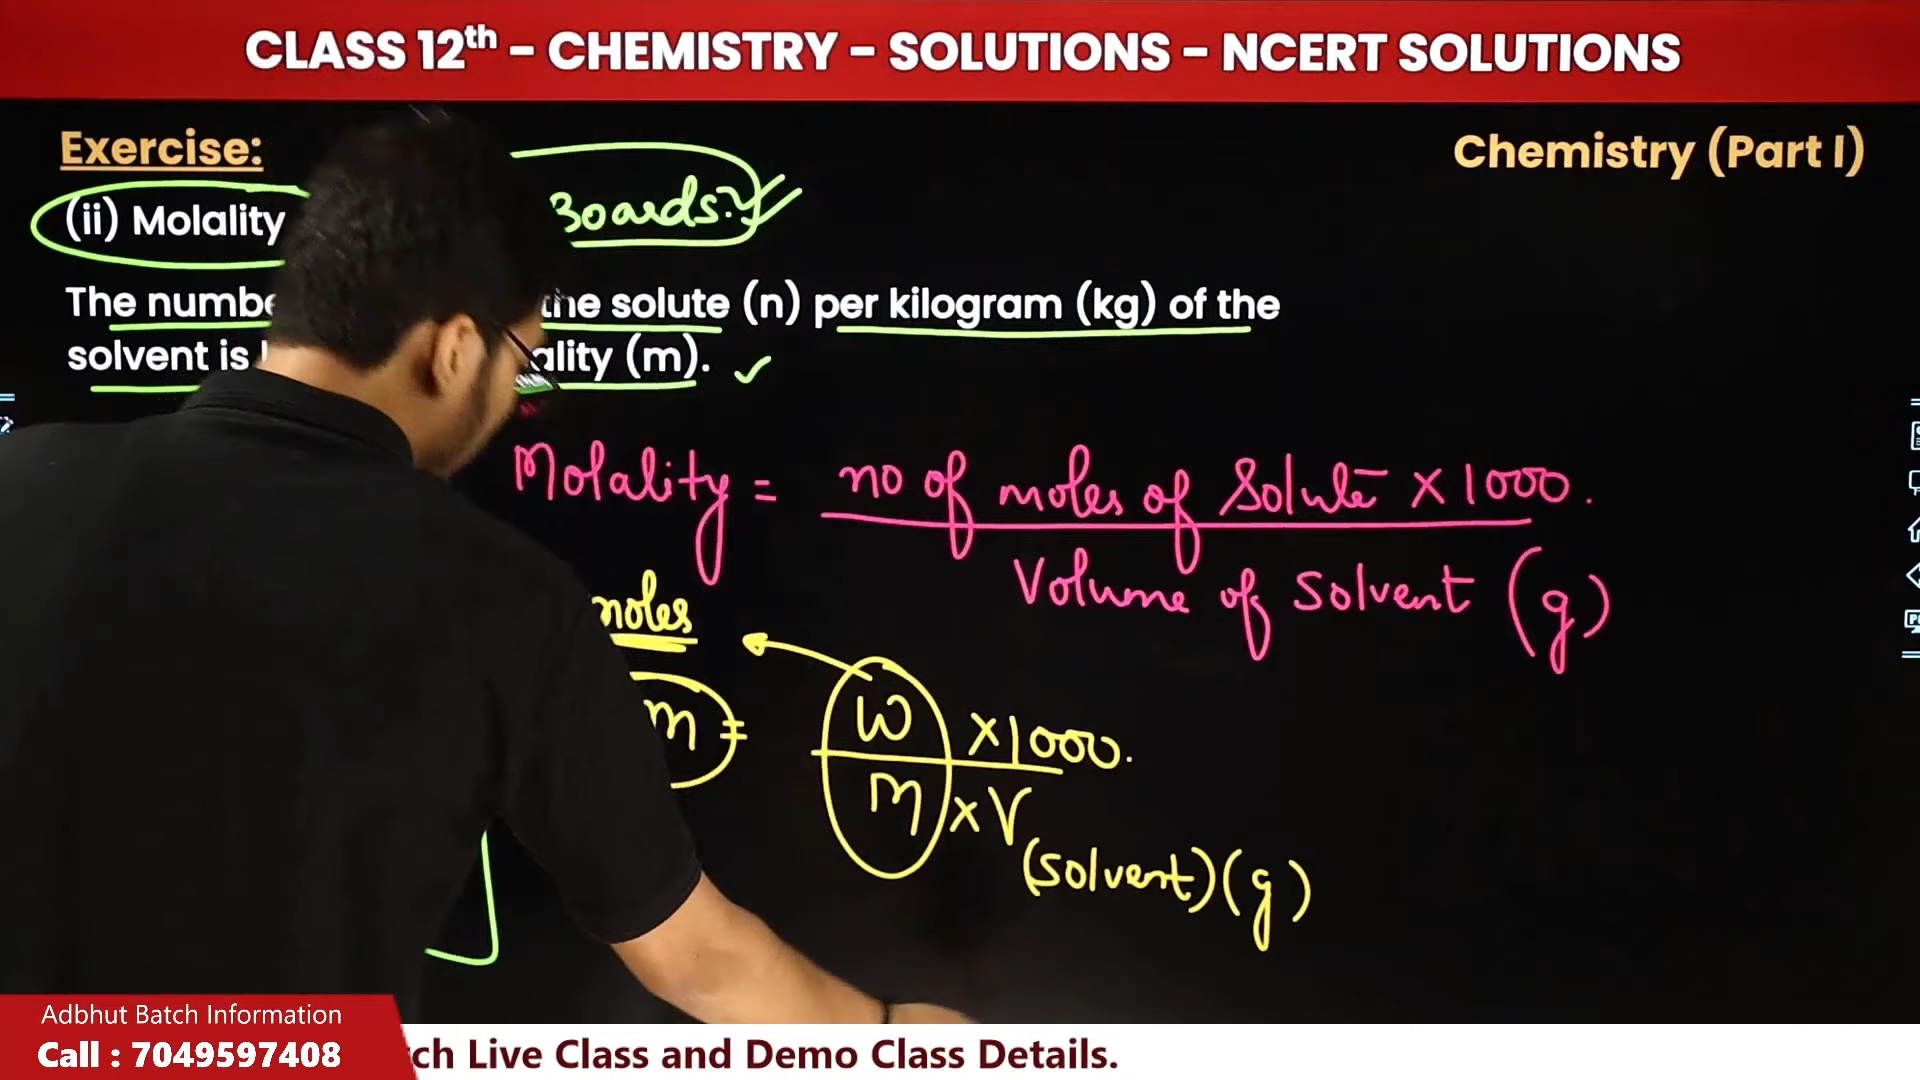 CLASS 12th - CHEMISTRY - SOLUTIONS - NCERT SOLUTIONS
Exercise:
Chemistry (Part I)
(ii) Molality
Boards.
The numbe the solute (n) per kilogram (kg) of the
solvent is ality (m).
Molality = no of moles of Solute × 1000.
Volume of Solvent (g)
moles
m = W × 1000.
m × V (solvent) (g)
Adbhut Batch Information
Call : 7049597408
ch Live Class and Demo Class Details.